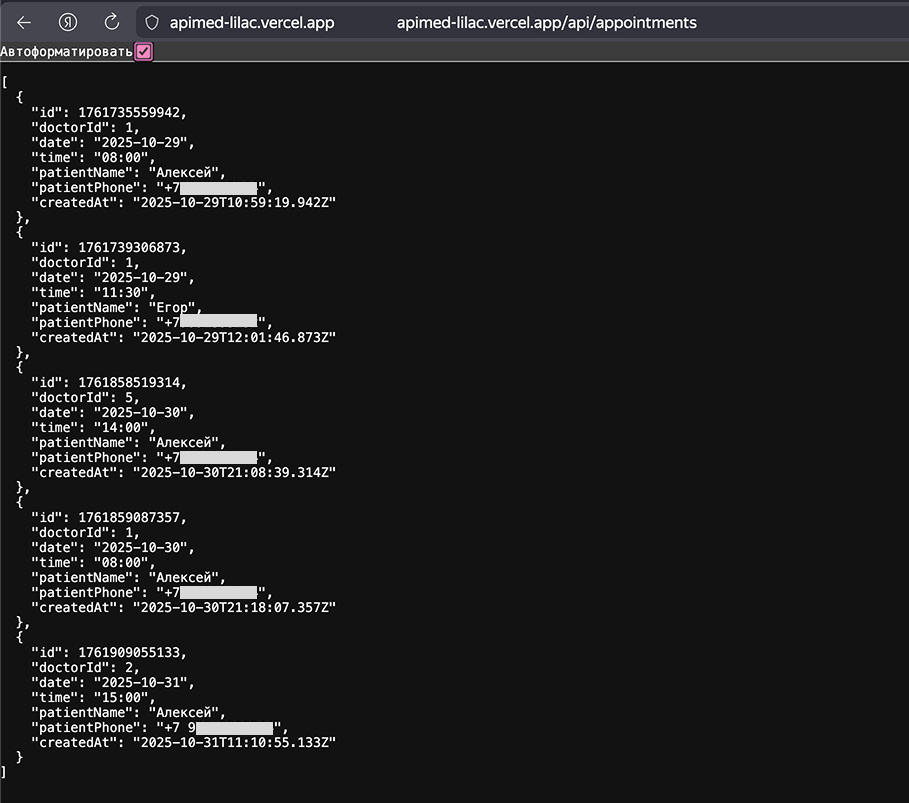 apimed-lilac.vercel.app apimed-lilac.vercel.app/api/appointments
Автоформатировать
[
{
"id": 1761735559942,
"doctorId": 1,
"date": "2025-10-29",
"time": "08:00",
"patientName": "Алексей",
"patientPhone": "+7 ",
"createdAt": "2025-10-29T10:59:19.942Z"
},
{
"id": 1761739306873,
"doctorId": 1,
"date": "2025-10-29",
"time": "11:30",
"patientName": "Егор",
"patientPhone": "+7 ",
"createdAt": "2025-10-29T12:01:46.873Z"
},
{
"id": 1761858519314,
"doctorId": 5,
"date": "2025-10-30",
"time": "14:00",
"patientName": "Алексей",
"patientPhone": "+7 ",
"createdAt": "2025-10-30T21:08:39.314Z"
},
{
"id": 1761859087357,
"doctorId": 1,
"date": "2025-10-30",
"time": "08:00",
"patientName": "Алексей",
"patientPhone": "+7 ",
"createdAt": "2025-10-30T21:18:07.357Z"
},
{
"id": 1761909055133,
"doctorId": 2,
"date": "2025-10-31",
"time": "15:00",
"patientName": "Алексей",
"patientPhone": "+7 9 ",
"createdAt": "2025-10-31T11:10:55.133Z"
}
]